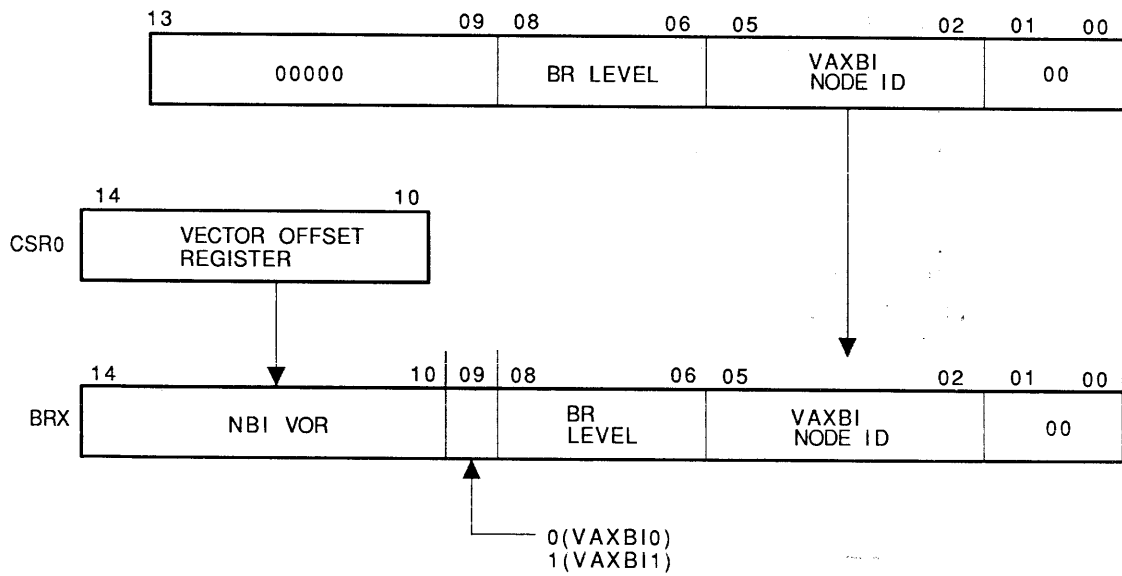 13 09 08 06 05 02 01 00
00000 BR LEVEL VAXBI
NODE ID 00
14 10
CSR0 VECTOR OFFSET
REGISTER
14 10 09 08 06 05 02 01 00
BRX NBI VOR BR
LEVEL VAXBI
NODE ID 00
0(VAXBI0)
1(VAXBI1)